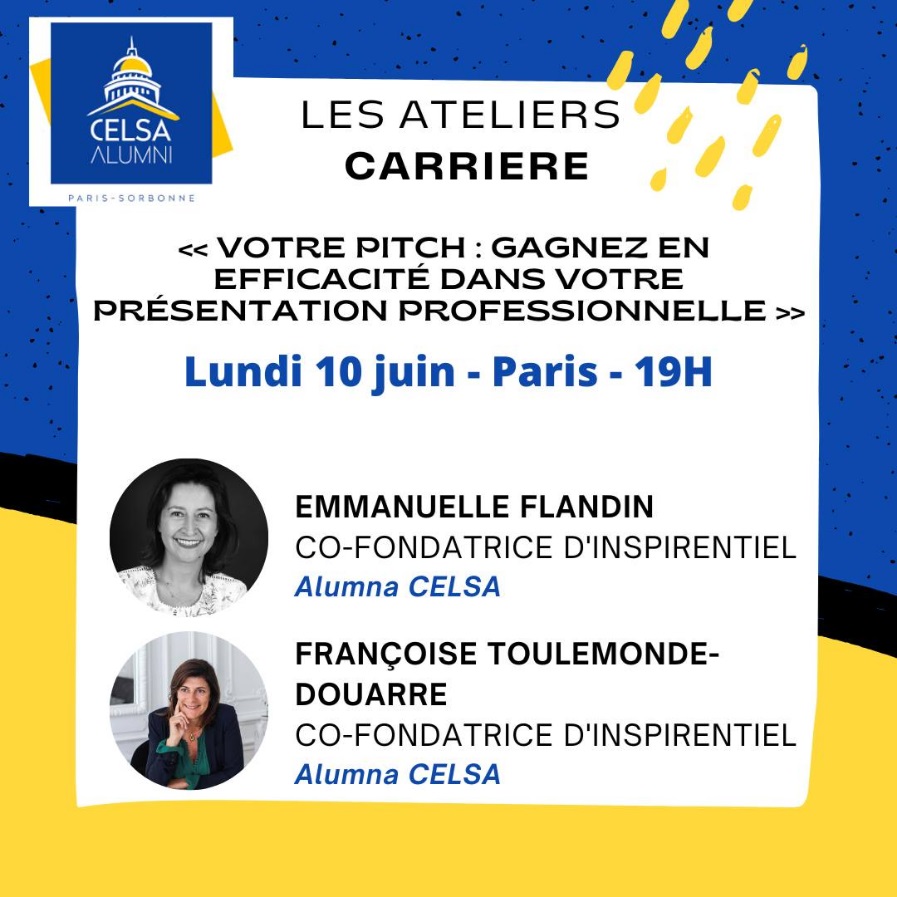 CELSA
ALUMNI
PARIS-SORBONNE
LES ATELIERS
CARRIERE
<< VOTRE PITCH : GAGNEZ EN
EFFICACITÉ DANS VOTRE
PRÉSENTATION PROFESSIONNELLE >>
Lundi 10 juin - Paris - 19H
EMMANUELLE FLANDIN
CO-FONDATRICE D'INSPIRENTIEL
Alumna CELSA
FRANÇOISE TOULEMONDE-
DOUARRE
CO-FONDATRICE D'INSPIRENTIEL
Alumna CELSA